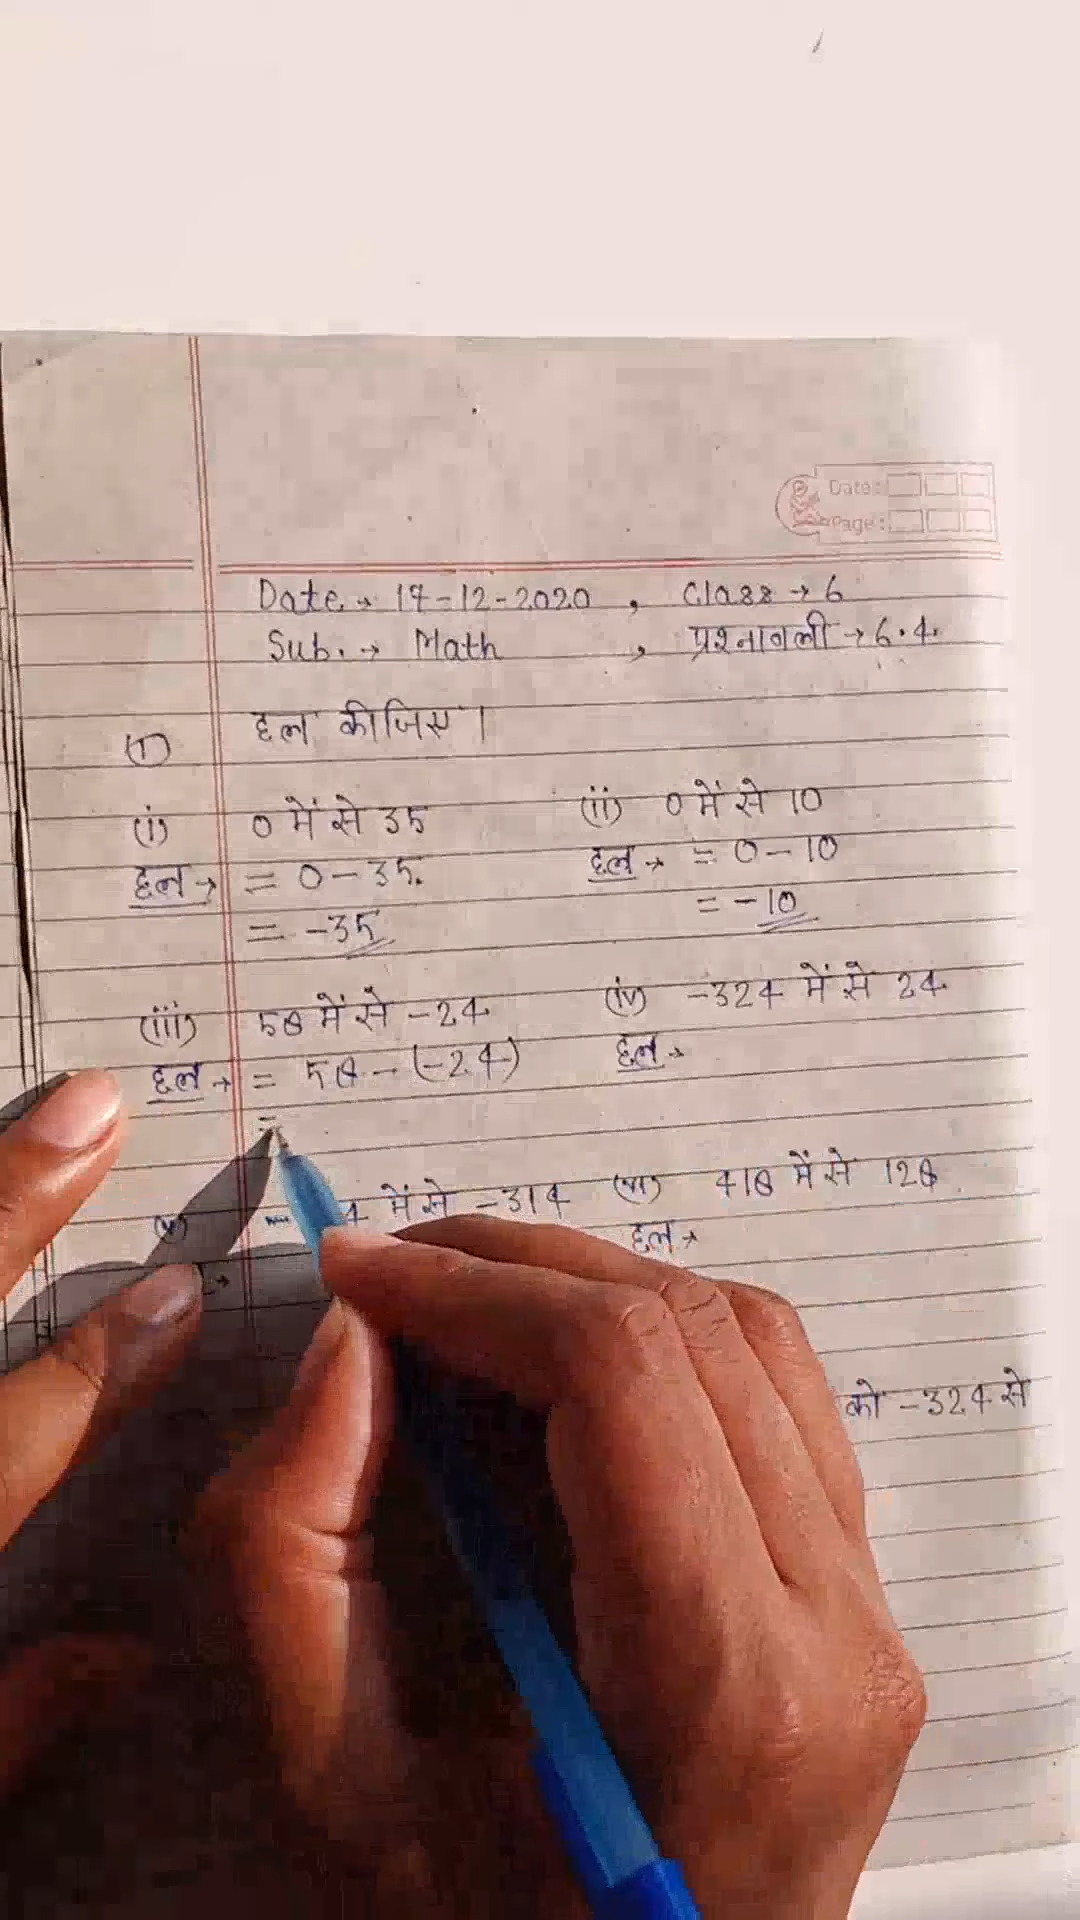 Date:
Page:
Date → 17-12-2020 , Class → 6
Sub. → Math , प्रश्नावली → 6.4.
(1) हल कीजिए।
(i) 0 में से 35 (ii) 0 में से 10
हल → = 0 - 35. हल → = 0 - 10
= -35 = -10
(iii) 58 में से -24 (iv) -324 में से 24
हल → = 58 - (-24) हल →
=
(v) 4 में से -314 (vi) 418 में से 128
हल →
को -324 से